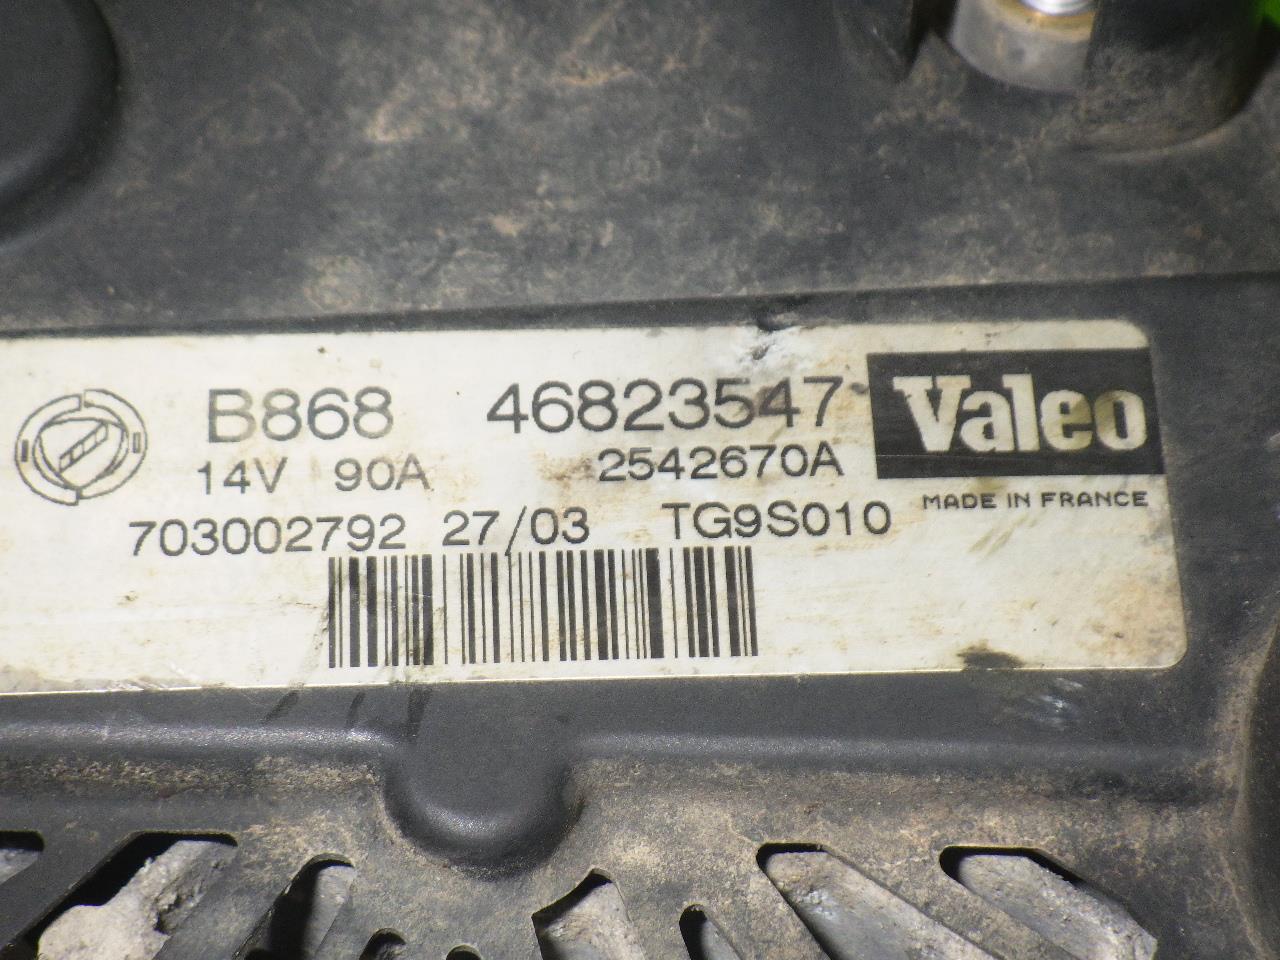 B868 46823547 Valeo
14V 90A 2542670A
MADE IN FRANCE
703002792 27/03 TG9S010